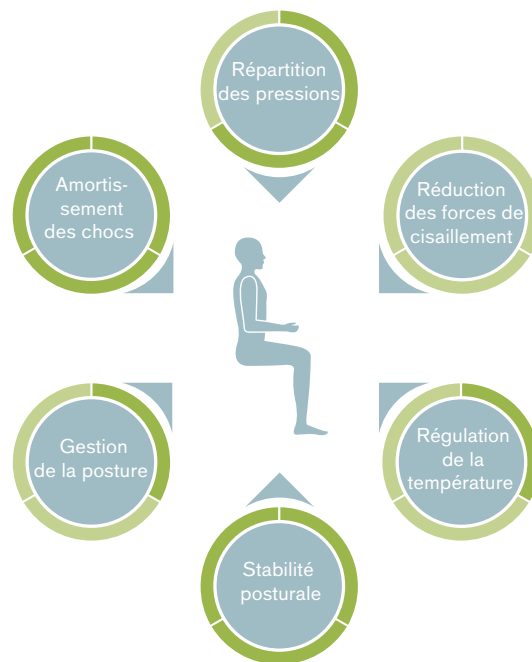 Répartition
des pressions
Amortis-
sement
des chocs
Réduction
des forces de
cisaillement
Gestion
de la posture
Régulation
de la
température
Stabilité
posturale